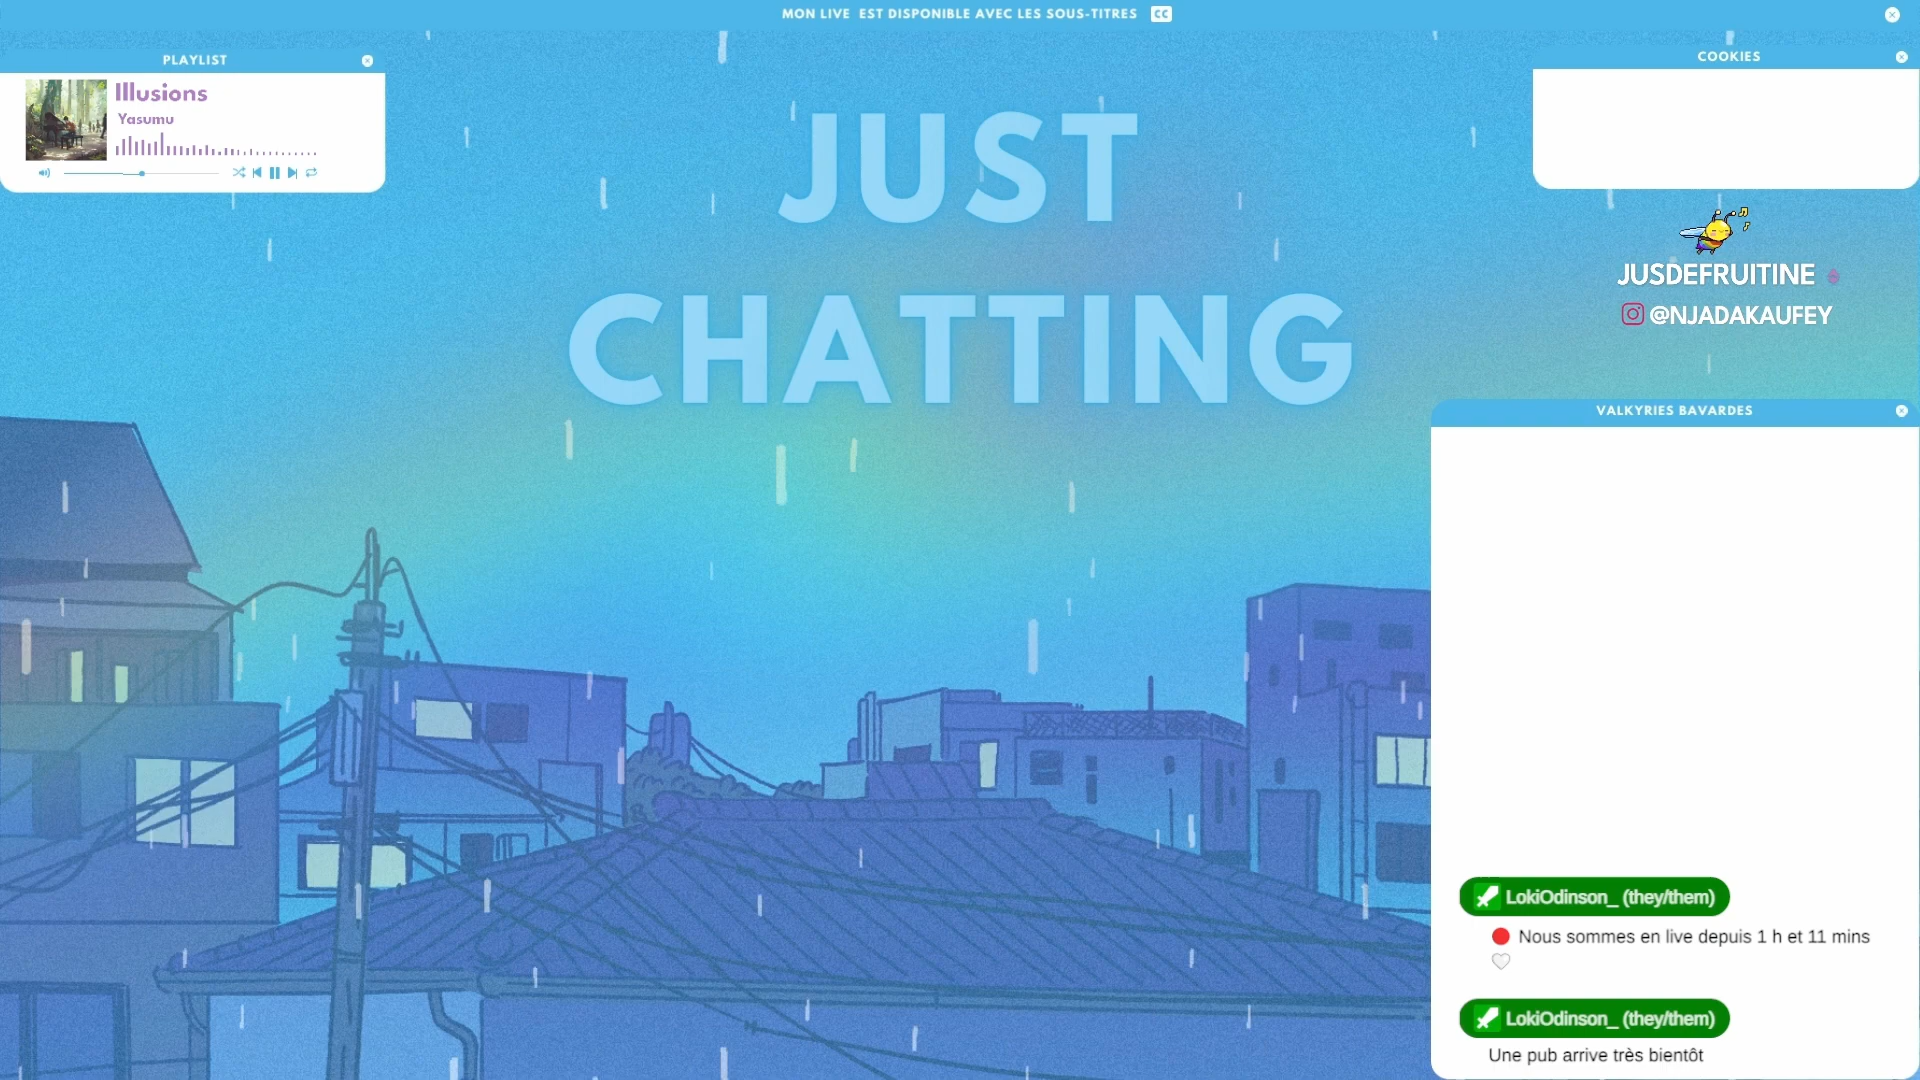 MON LIVE EST DISPONIBLE AVEC LES SOUS-TITRES CC
PLAYLIST
Illusions
Yasumu
JUST
CHATTING
COOKIES
JUSDEFRUITINE
@NJADAKAUFEY
VALKYRIES BAVARDES
LokiOdinson_ (they/them)
Nous sommes en live depuis 1 h et 11 mins
LokiOdinson_ (they/them)
Une pub arrive très bientôt